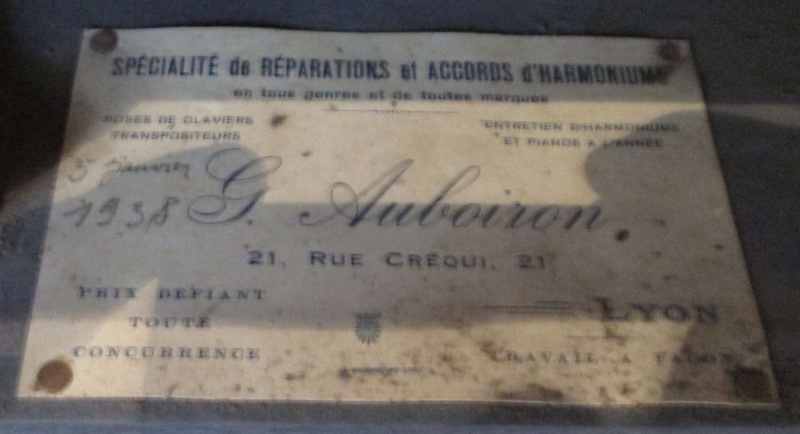 SPÉCIALITÉ de RÉPARATIONS et ACCORDS d'HARMONIUMS
en tous genres et de toutes marques
POSES DE CLAVIERS
TRANSPOSITEURS
ENTRETIEN D'HARMONIUMS
ET PIANOS A L'ANNÉE
janvier
1938
G. Auboiron.
21, RUE CRÉQUI, 21
PRIX DÉFIANT
TOUTE
CONCURRENCE
LYON
TRAVAIL A FAÇON